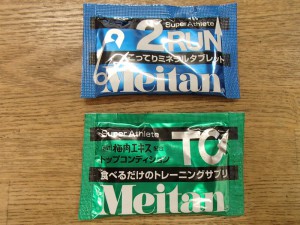 Super Athlete
2RUN
こってりミネラルタブレット
Meitan
Super Athlete
TC
梅肉エキス
トップコンディション
食べるだけのトレーニングサプリ
Meitan